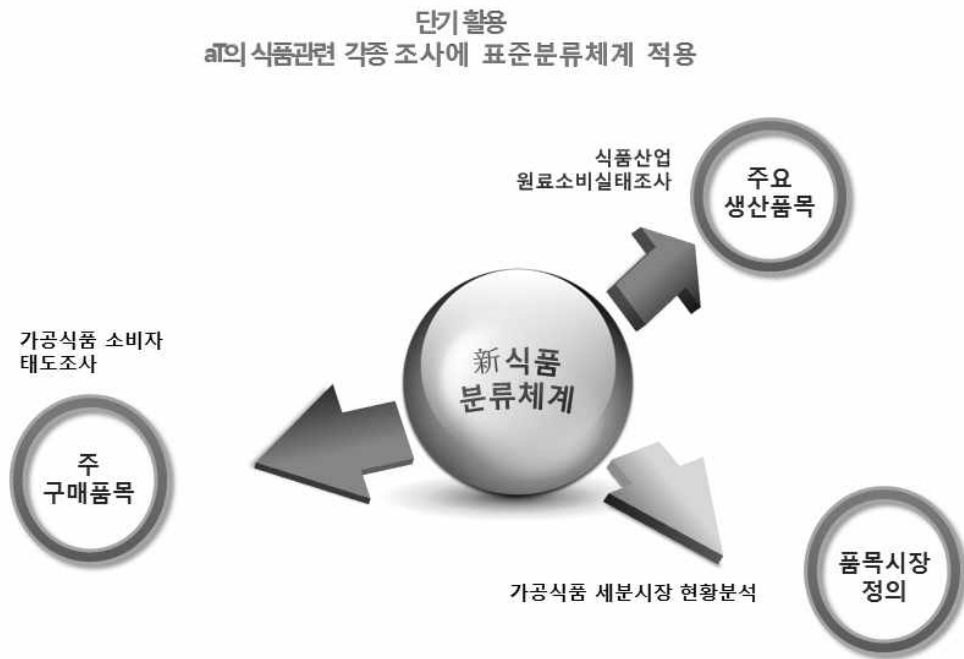 단기 활용
aT의 식품관련 각종 조사에 표준분류체계 적용
식품산업
원료소비실태조사
주요
생산품목
가공식품 소비자
태도조사
新식품
분류체계
주
구매품목
가공식품 세분시장 현황분석
품목시장
정의